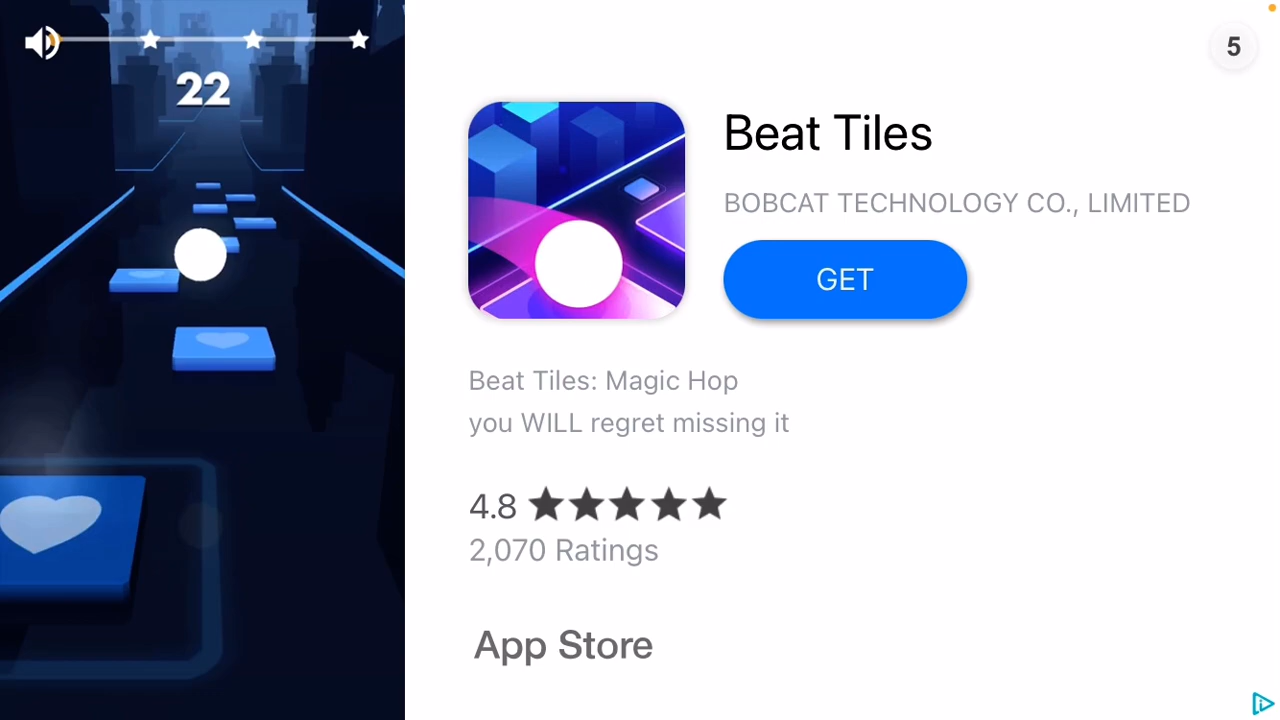 22
5
Beat Tiles
BOBCAT TECHNOLOGY CO., LIMITED
GET
Beat Tiles: Magic Hop
you WILL regret missing it
4.8
2,070 Ratings
App Store